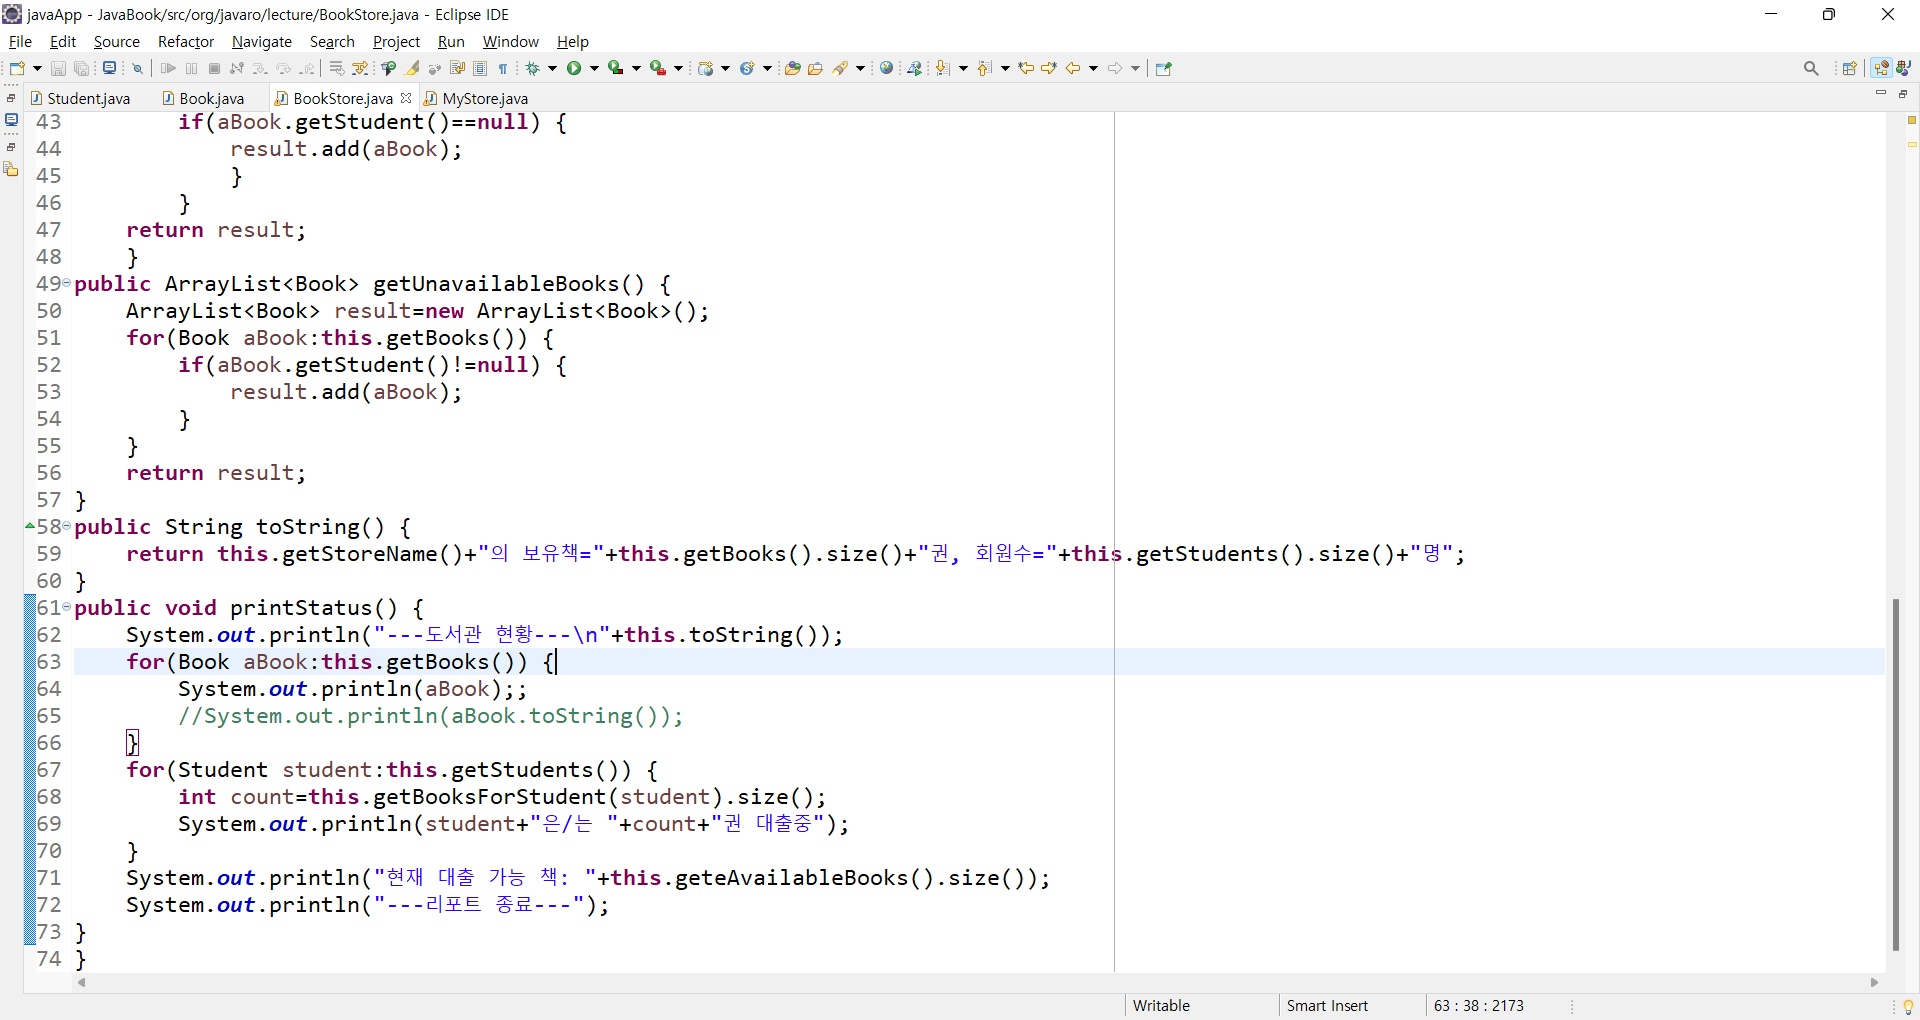 javaApp - JavaBook/src/org/javaro/lecture/BookStore.java - Eclipse IDE
File Edit Source Refactor Navigate Search Project Run Window Help
Student.java Book.java BookStore.java MyStore.java
43 if(aBook.getStudent()==null) {
44 result.add(aBook);
45 }
46 }
47 return result;
48 }
49 public ArrayList<Book> getUnavailableBooks() {
50 ArrayList<Book> result=new ArrayList<Book>();
51 for(Book aBook:this.getBooks()) {
52 if(aBook.getStudent()!=null) {
53 result.add(aBook);
54 }
55 }
56 return result;
57 }
58 public String toString() {
59 return this.getStoreName()+"의 보유책="+this.getBooks().size()+"권, 회원수="+this.getStudents().size()+"명";
60 }
61 public void printStatus() {
62 System.out.println("---도서관 현황---\n"+this.toString());
63 for(Book aBook:this.getBooks()) {
64 System.out.println(aBook);;
65 //System.out.println(aBook.toString());
66 }
67 for(Student student:this.getStudents()) {
68 int count=this.getBooksForStudent(student).size();
69 System.out.println(student+"은/는 "+count+"권 대출중");
70 }
71 System.out.println("현재 대출 가능 책: "+this.geteAvailableBooks().size());
72 System.out.println("---리포트 종료---");
73 }
74 }
Writable Smart Insert 63 : 38 : 2173